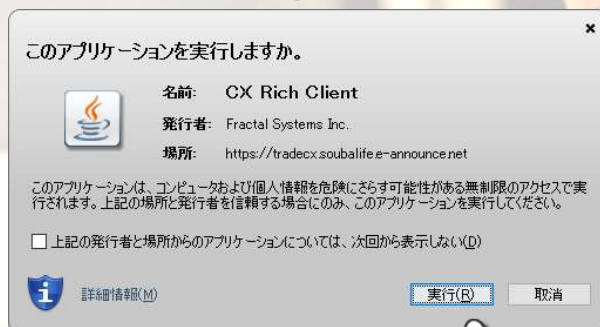 このアプリケーションを実行しますか。
名前: CX Rich Client
発行者: Fractal Systems Inc.
場所: https://tradecx.soubalife.e-announce.net
このアプリケーションは、コンピュータおよび個人情報を危険にさらす可能性がある無制限のアクセスで実
行されます。上記の場所と発行者を信頼する場合にのみ、このアプリケーションを実行してください。
上記の発行者と場所からのアプリケーションについては、次回から表示しない(D)
詳細情報(M) 実行(R) 取消